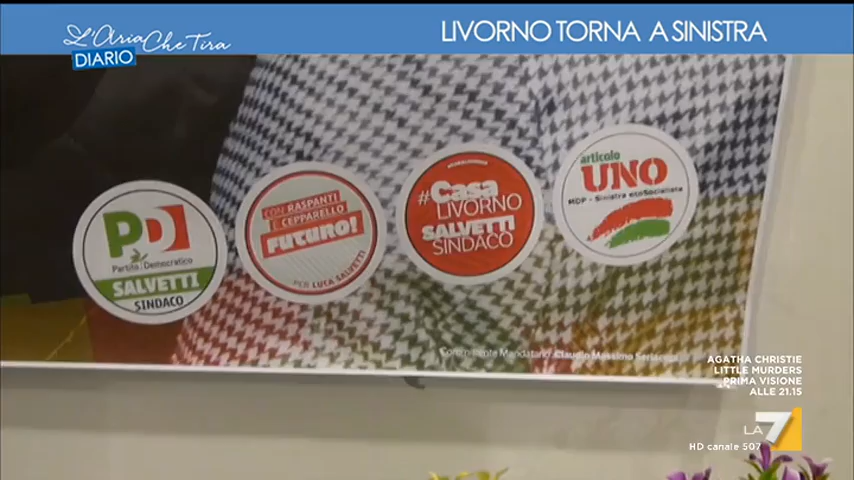 L'Aria Che Tira
DIARIO
LIVORNO TORNA A SINISTRA
PD
Partito Democratico
SALVETTI
SINDACO
CON RASPANTI
E CEPPARELLO
FUTURO!
PER LUCA SALVETTI
#Casa
LIVORNO
SALVETTI
SINDACO
articolo
UNO
MDP - Sinistra ecoSocialista
Committente Mandatario: Claudio Massimo
AGATHA CHRISTIE
LITTLE MURDERS
PRIMA VISIONE
ALLE 21.15
LA7
HD canale 507